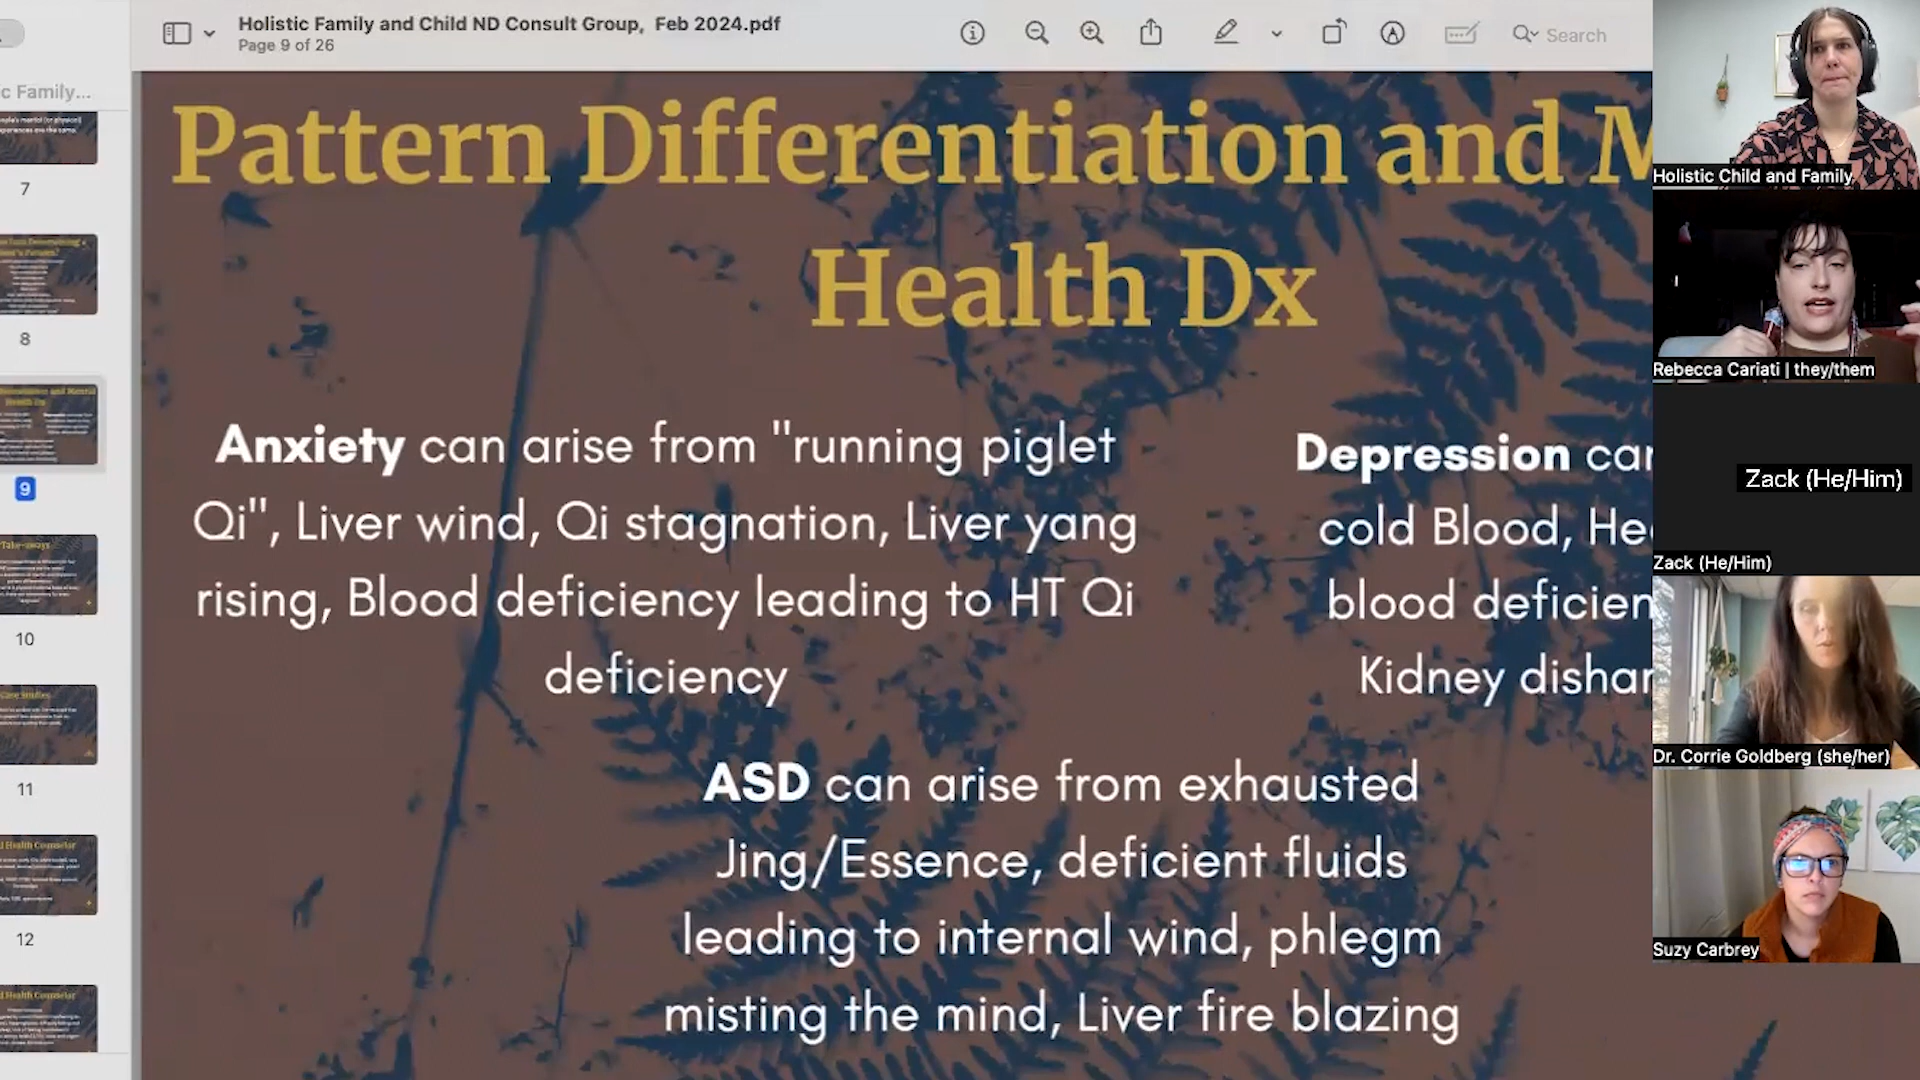 Holistic Family and Child ND Consult Group, Feb 2024.pdf
Page 9 of 26
Search
c Family...
7
8
9
10
11
12
Pattern Differentiation and M
Health Dx
Anxiety can arise from "running piglet
Qi", Liver wind, Qi stagnation, Liver yang
rising, Blood deficiency leading to HT Qi
deficiency
Depression car
cold Blood, He
blood deficien
Kidney dishar
ASD can arise from exhausted
Jing/Essence, deficient fluids
leading to internal wind, phlegm
misting the mind, Liver fire blazing
Holistic Child and Family
Rebecca Cariati | they/them
Zack (He/Him)
Zack (He/Him)
Dr. Corrie Goldberg (she/her)
Suzy Carbrey